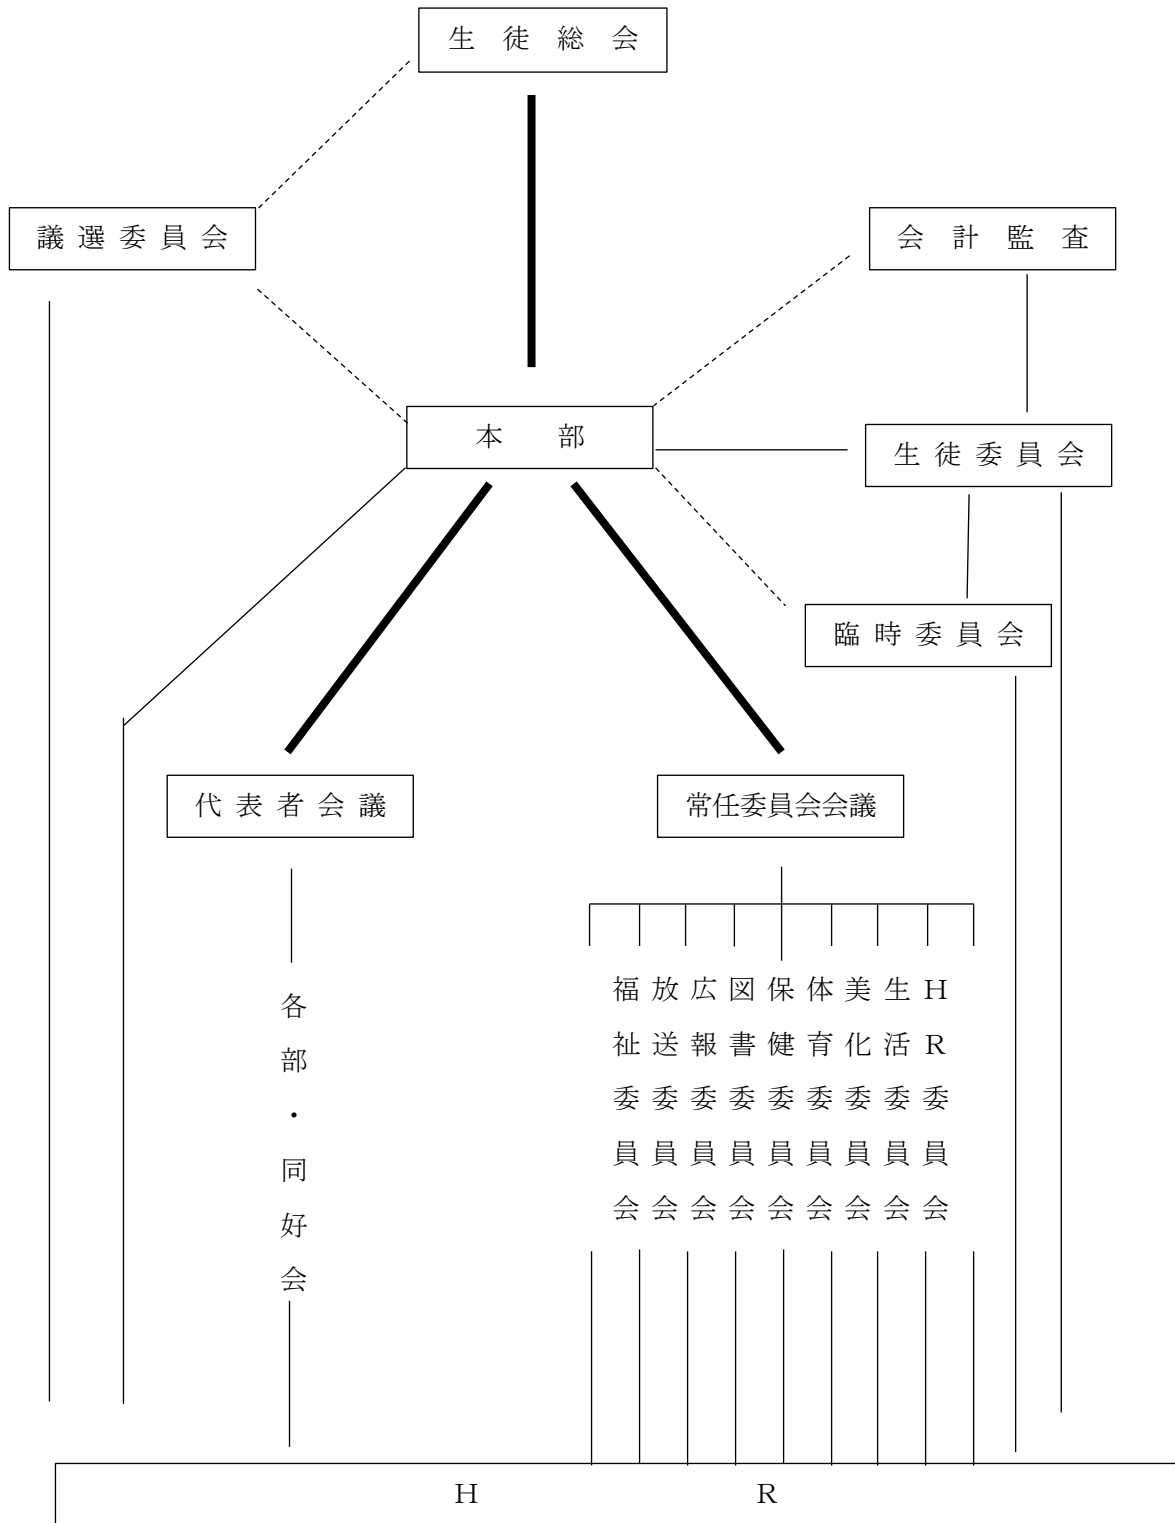 生徒総会
議選委員会
会計監査
本部
生徒委員会
臨時委員会
代表者会議
常任委員会会議
各部・同好会
福祉委員会
放送委員会
広報委員会
図書委員会
保健委員会
体育委員会
美化委員会
生活委員会
HR委員会
H R